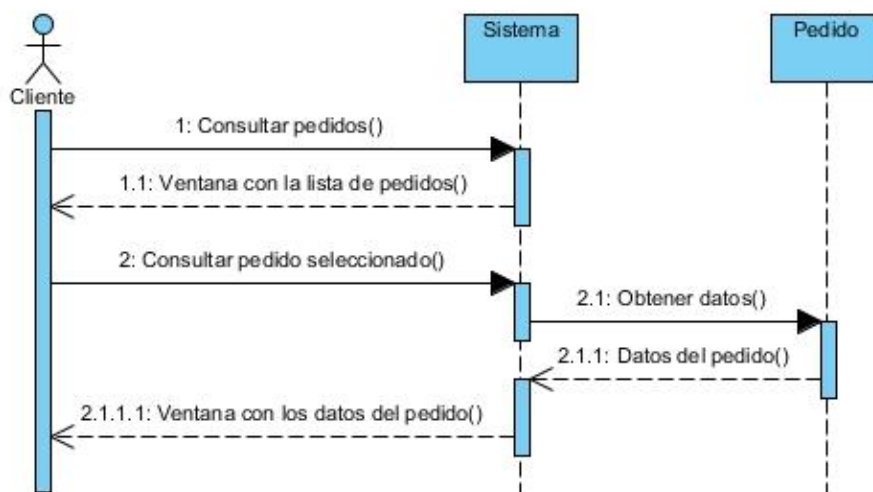 Sistema
Pedido
Cliente
1: Consultar pedidos()
1.1: Ventana con la lista de pedidos()
2: Consultar pedido seleccionado()
2.1: Obtener datos()
2.1.1: Datos del pedido()
2.1.1.1: Ventana con los datos del pedido()